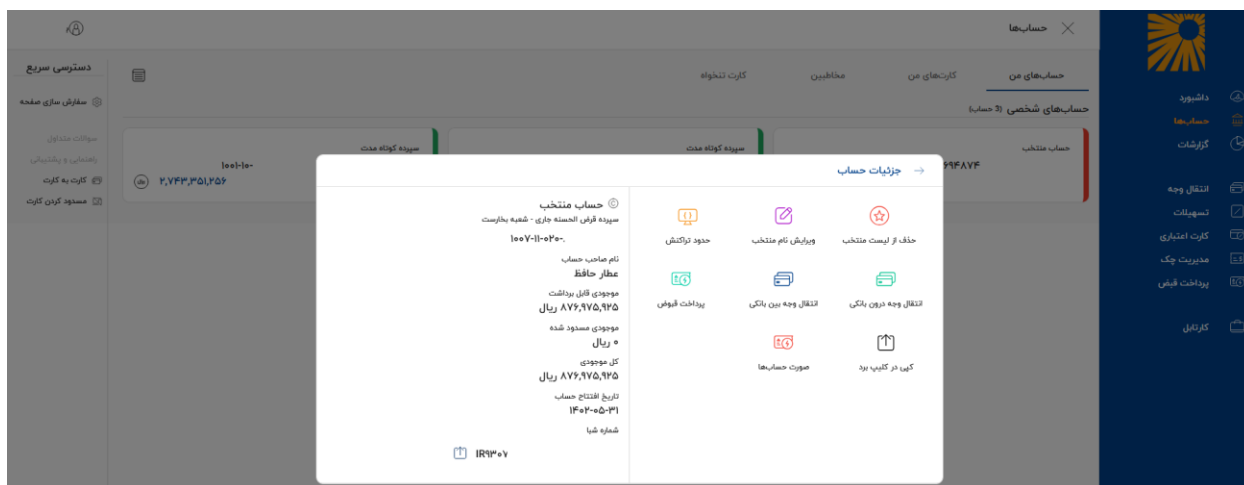 حساب‌ها
داشبورد
حساب‌ها
گزارشات
انتقال وجه
تسهیلات
کارت اعتباری
مدیریت چک
پرداخت قبض
کارتابل
حساب‌های من
کارت‌های من
مخاطبین
کارت تنخواه
حساب‌های شخصی (3 حساب)
حساب منتخب
۶۹۴۸۷۴
سپرده کوتاه مدت
سپرده کوتاه مدت
۱۰۰۱-۱۰-
۲,۷۴۳,۳۵۱,۲۵۶
دسترسی سریع
سفارش سازی صفحه
سوالات متداول
راهنمایی و پشتیبانی
کارت به کارت
مسدود کردن کارت
جزئیات حساب
حذف از لیست منتخب
ویرایش نام منتخب
حدود تراکنش
انتقال وجه درون بانکی
انتقال وجه بین بانکی
پرداخت قبوض
کپی در کلیپ برد
صورت حساب‌ها
حساب منتخب
سپرده قرض الحسنه جاری - شعبه بخارست
۱۰۰۷-۱۱-۰۲۰-.
نام صاحب حساب
عطار حافظ
موجودی قابل برداشت
۸۷۶,۹۷۵,۹۲۵ ریال
موجودی مسدود شده
۰ ریال
کل موجودی
۸۷۶,۹۷۵,۹۲۵ ریال
تاریخ افتتاح حساب
۱۴۰۲-۰۵-۳۱
شماره شبا
IR۹۳۰۷